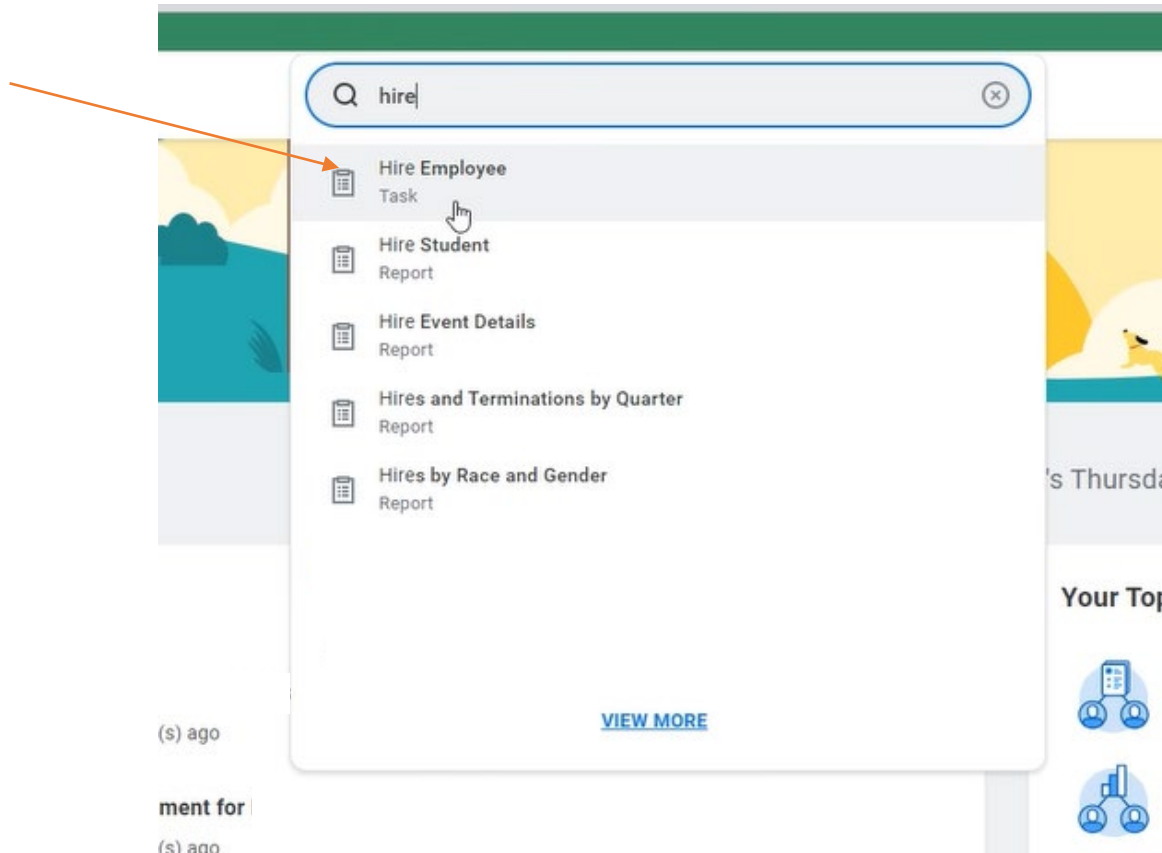 hire
Hire Employee
Task
Hire Student
Report
Hire Event Details
Report
Hires and Terminations by Quarter
Report
Hires by Race and Gender
Report
's Thursda
Your Top
VIEW MORE
(s) ago
ment for
(s) ago